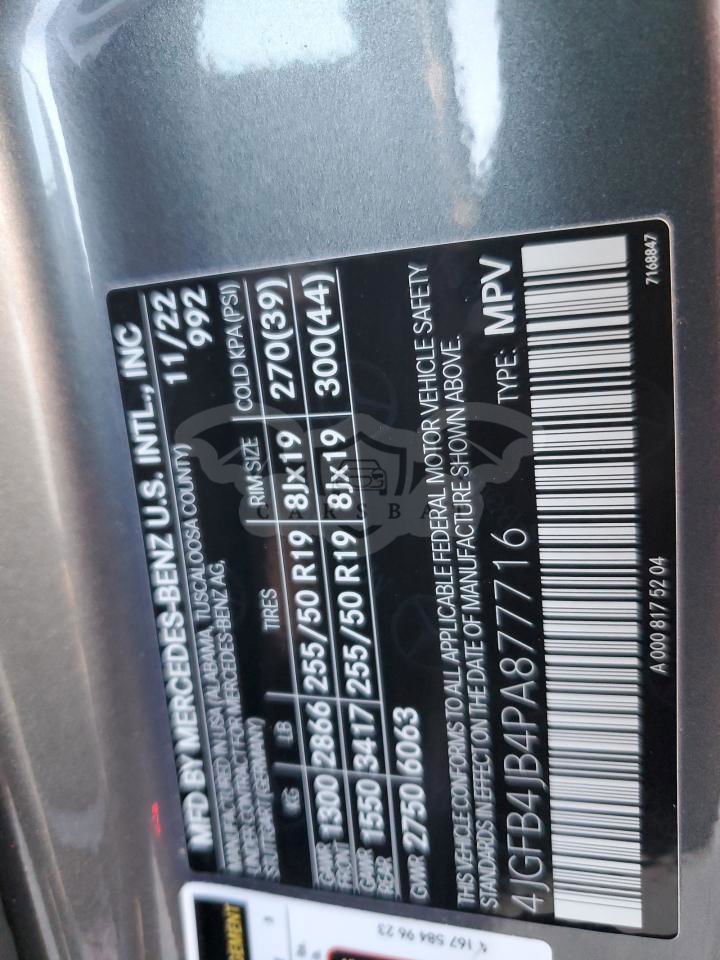 MFD BY MERCEDES-BENZ U.S. INTL., INC
MANUFACTURED IN USA (ALABAMA, TUSCALOOSA COUNTY) 11/22
UNDER CONTRACT FOR MERCEDES-BENZ AG, 992
STUTTGART (GERMANY)
KG LB TIRES RIM SIZE COLD KPA (PSI)
GAWR FRONT 1300 2866 255/50 R19 8Jx19 270(39)
GAWR REAR 1550 3417 255/50 R19 8Jx19 300(44)
GVWR 2750 6063
THIS VEHICLE CONFORMS TO ALL APPLICABLE FEDERAL MOTOR VEHICLE SAFETY
STANDARDS IN EFFECT ON THE DATE OF MANUFACTURE SHOWN ABOVE.
4JGFB4JB4PA877716 TYPE: MPV
A 000 817 52 04 7168847
167 584 96 23
CARSBA